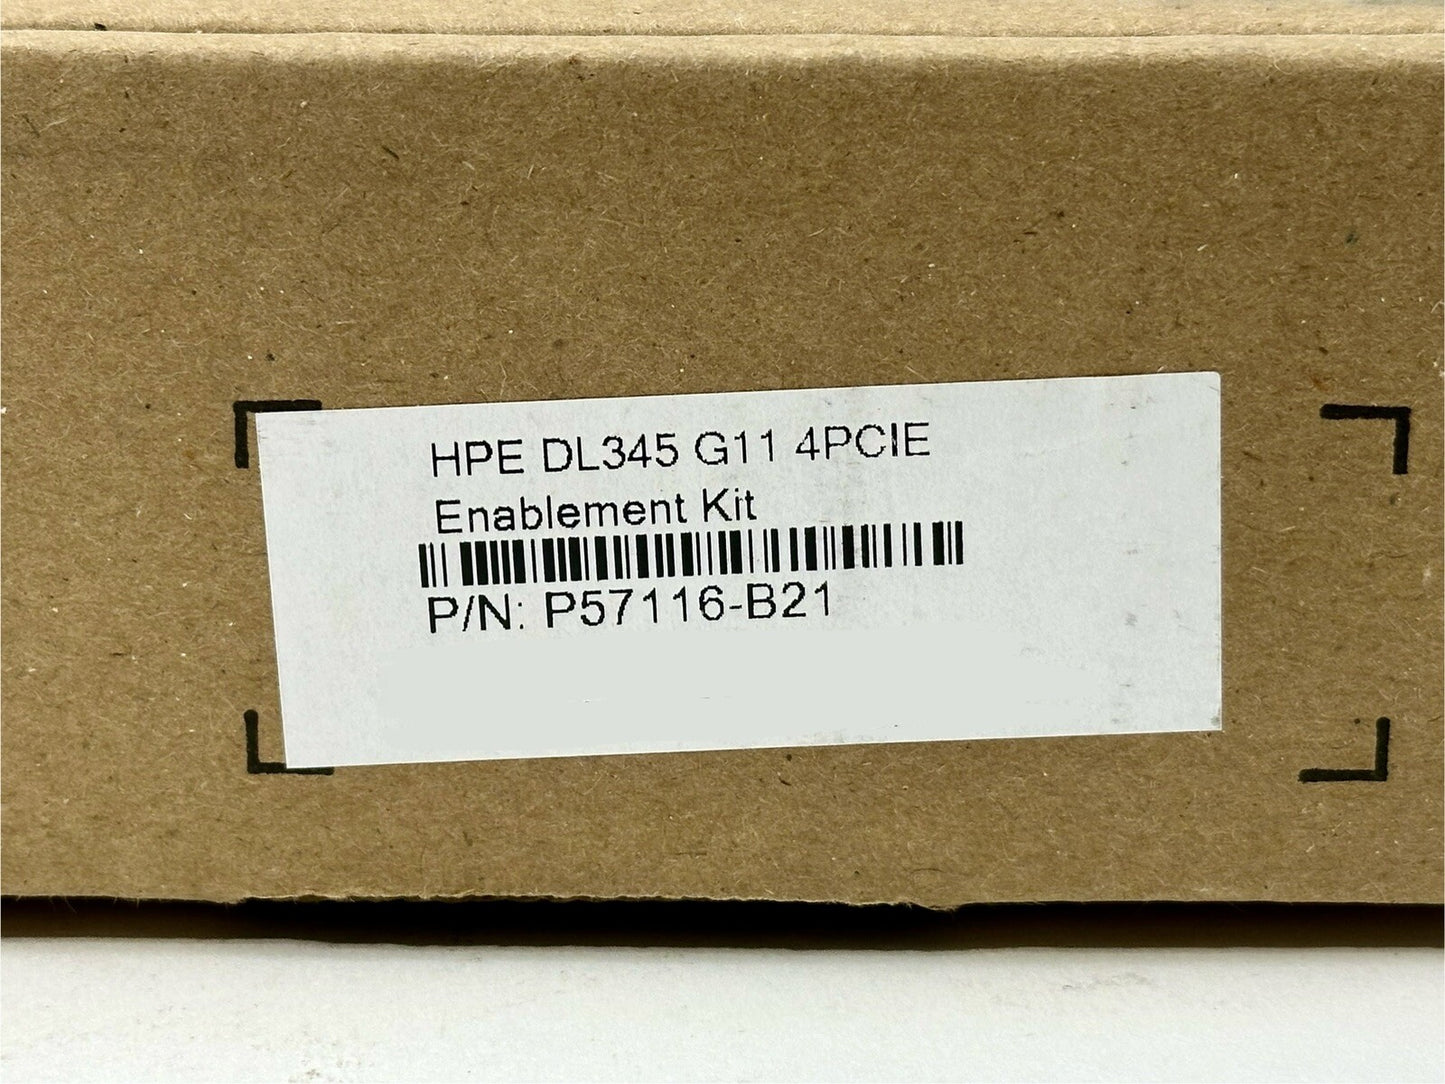 HPE DL345 G11 4PCIE
Enablement Kit
P/N: P57116-B21